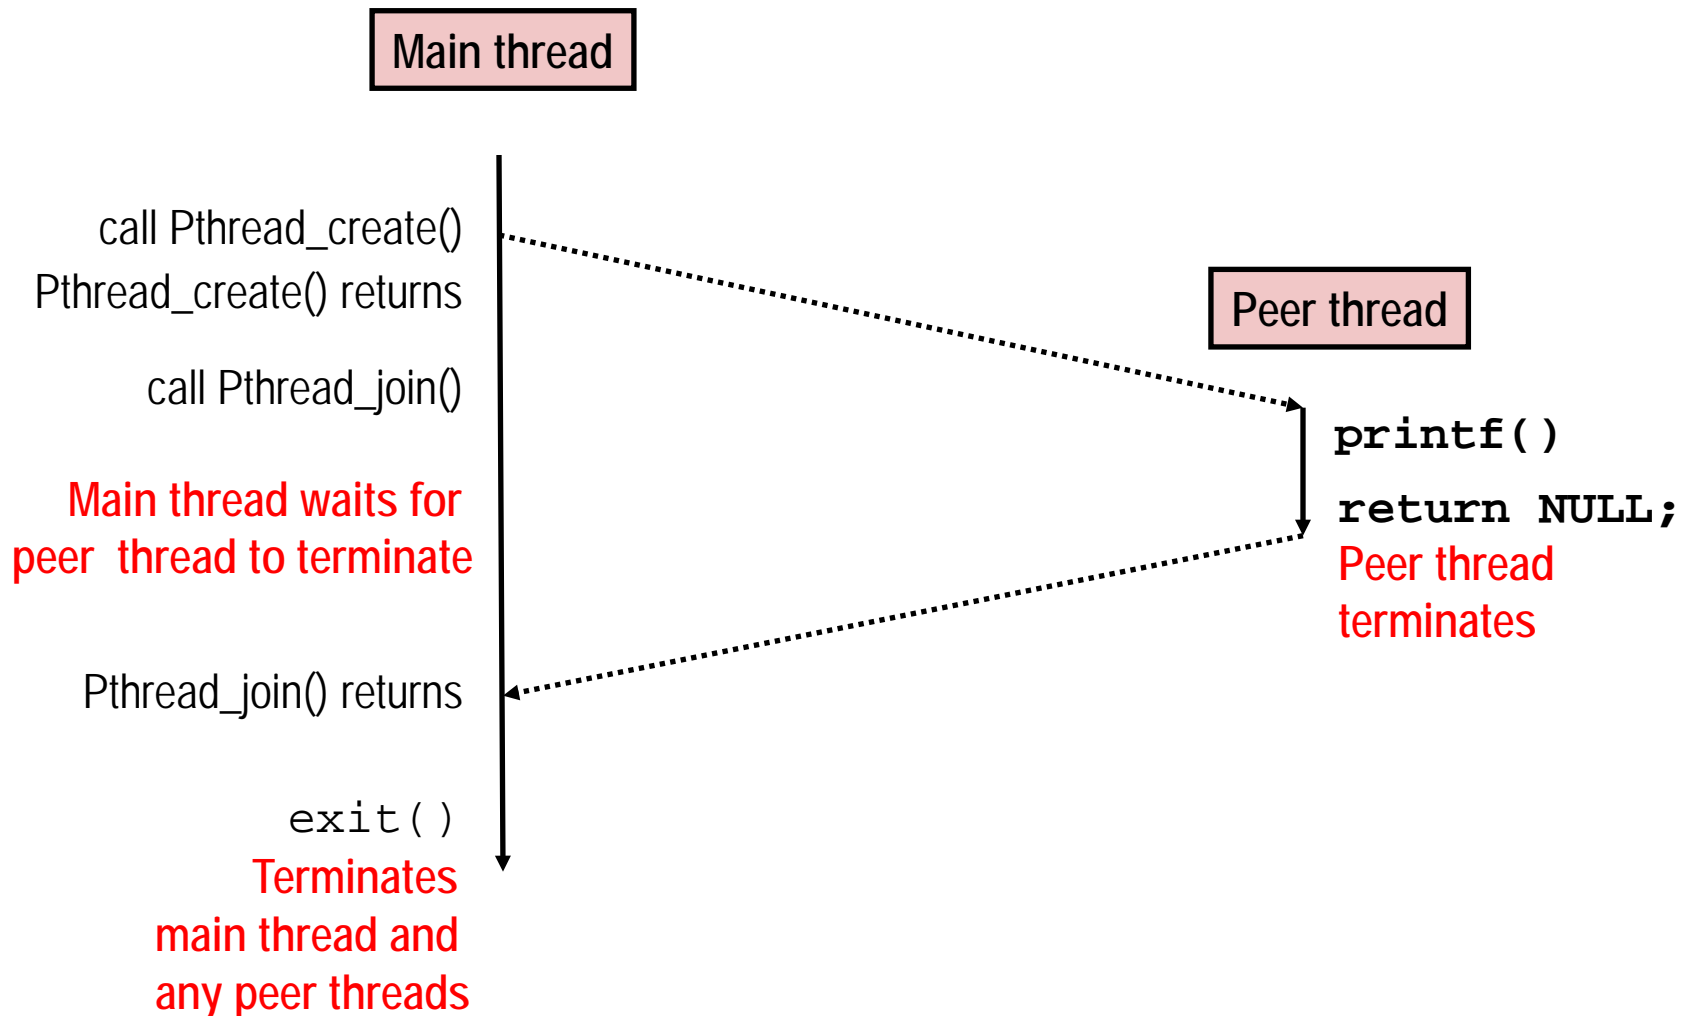 Main thread
call Pthread_create()
Pthread_create() returns
Peer thread
call Pthread_join()
printf()
Main thread waits for
peer thread to terminate
return NULL;
Peer thread
terminates
Pthread_join() returns
exit()
Terminates
main thread and
any peer threads